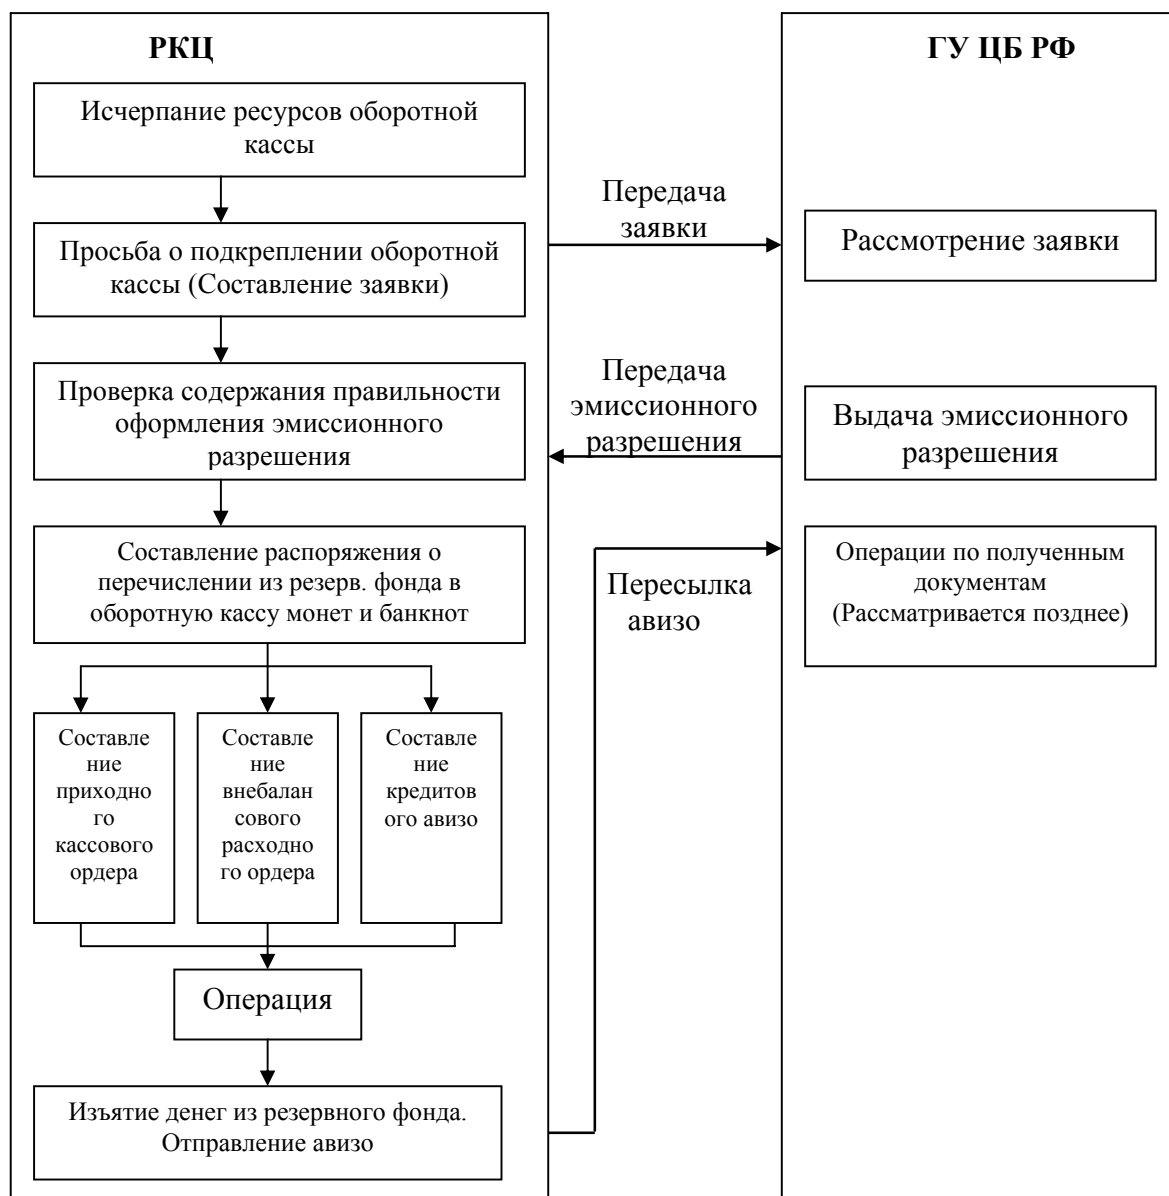 РКЦ
Исчерпание ресурсов оборотной
кассы
Просьба о подкреплении оборотной
кассы (Составление заявки)
Проверка содержания правильности
оформления эмиссионного
разрешения
Составление распоряжения о
перечислении из резерв. фонда в
оборотную кассу монет и банкнот
Составле
ние
приходно
го
кассового
ордера
Составле
ние
внебалан
сового
расходно
го ордера
Составле
ние
кредитов
ого авизо
Операция
Изъятие денег из резервного фонда.
Отправление авизо
Передача
заявки
Передача
эмиссионного
разрешения
Пересылка
авизо
ГУ ЦБ РФ
Рассмотрение заявки
Выдача эмиссионного
разрешения
Операции по полученным
документам
(Рассматривается позднее)